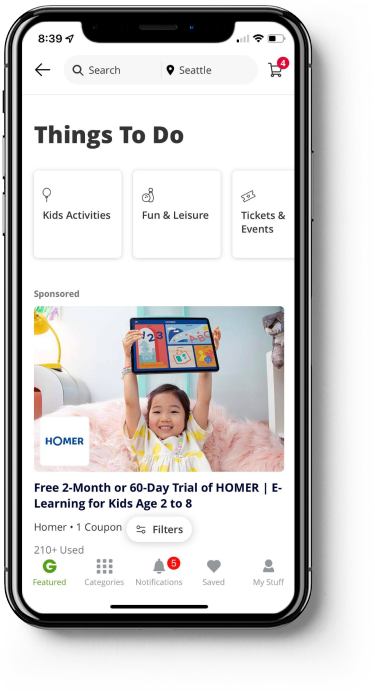 8:39
4
Search
Seattle
Things To Do
Kids Activities
Fun & Leisure
Tickets &
Events
Sponsored
123
ABC
HOMER
Free 2-Month or 60-Day Trial of HOMER | E-
Learning for Kids Age 2 to 8
Homer • 1 Coupon
Filters
210+ Used
G
5
Featured
Categories
Notifications
Saved
My Stuff